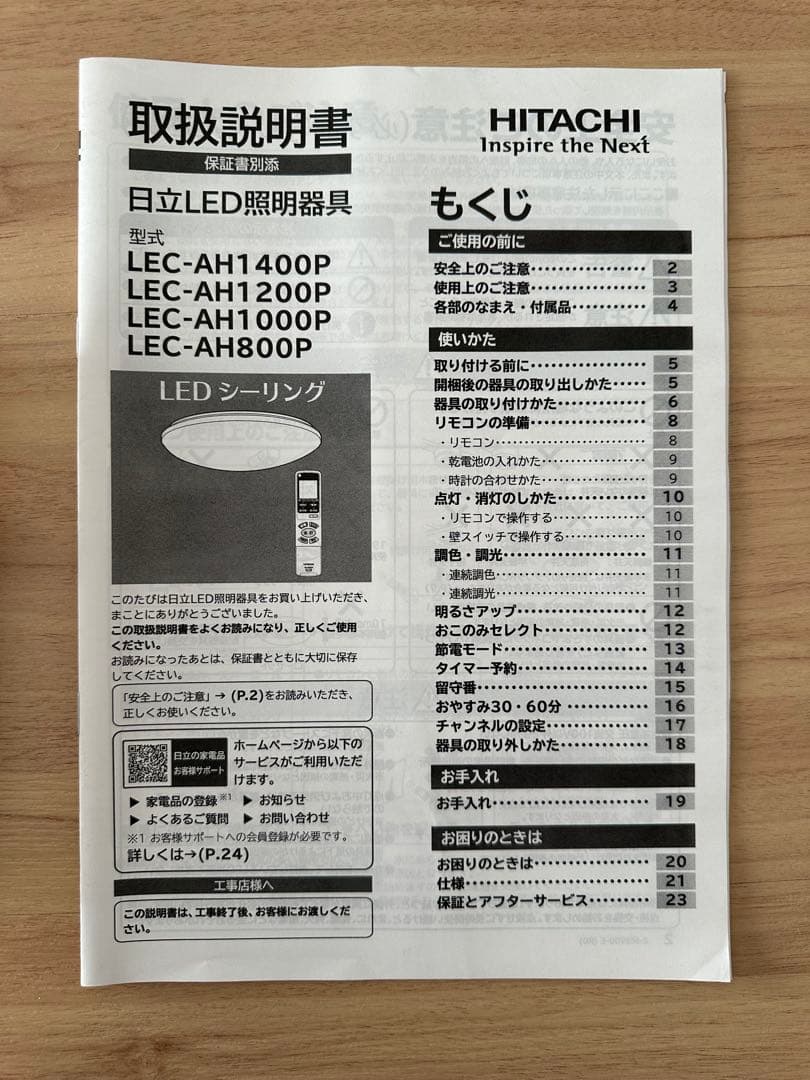 取扱説明書
保証書別添
日立LED照明器具
型式
LEC-AH1400P
LEC-AH1200P
LEC-AH1000P
LEC-AH800P
LED シーリング
このたびは日立LED照明器具をお買い上げいただき、
まことにありがとうございました。
この取扱説明書をよくお読みになり、正しくご使用
ください。
お読みになったあとは、保証書とともに大切に保存
してください。
「安全上のご注意」→ (P.2)をお読みいただき、
正しくお使いください。
日立の家電品
お客様サポート
ホームページから以下の
サービスがご利用いただ
けます。
▶ 家電品の登録※1 ▶ お知らせ
▶ よくあるご質問 ▶ お問い合わせ
※1 お客様サポートへの会員登録が必要です。
詳しくは→(P.24)
工事店様へ
この説明書は、工事終了後、お客様にお渡しくだ
さい。
HITACHI
Inspire the Next
もくじ
ご使用の前に
安全上のご注意 2
使用上のご注意 3
各部のなまえ・付属品 4
使いかた
取り付ける前に 5
開梱後の器具の取り出しかた 5
器具の取り付けかた 6
リモコンの準備 8
・リモコン 8
・乾電池の入れかた 9
・時計の合わせかた 9
点灯・消灯のしかた 10
・リモコンで操作する 10
・壁スイッチで操作する 10
調色・調光 11
・連続調色 11
・連続調光 11
明るさアップ 12
おこのみセレクト 12
節電モード 13
タイマー予約 14
留守番 15
おやすみ30・60分 16
チャンネルの設定 17
器具の取り外しかた 18
お手入れ
お手入れ 19
お困りのときは
お困りのときは 20
仕様 21
保証とアフターサービス 23